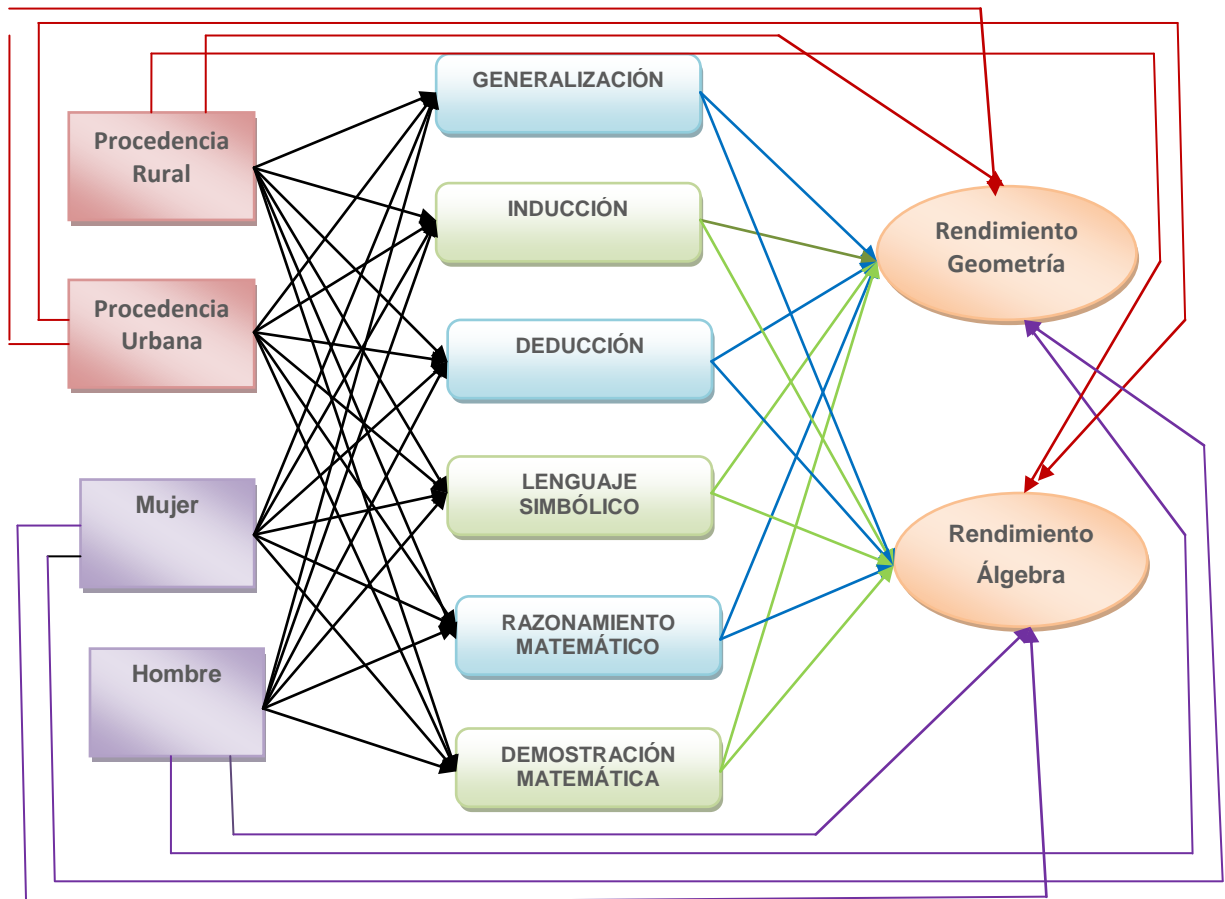 Procedencia
Rural
Procedencia
Urbana
Mujer
Hombre
GENERALIZACIÓN
INDUCCIÓN
DEDUCCIÓN
LENGUAJE
SIMBÓLICO
RAZONAMIENTO
MATEMÁTICO
DEMOSTRACIÓN
MATEMÁTICA
Rendimiento
Geometría
Rendimiento
Álgebra